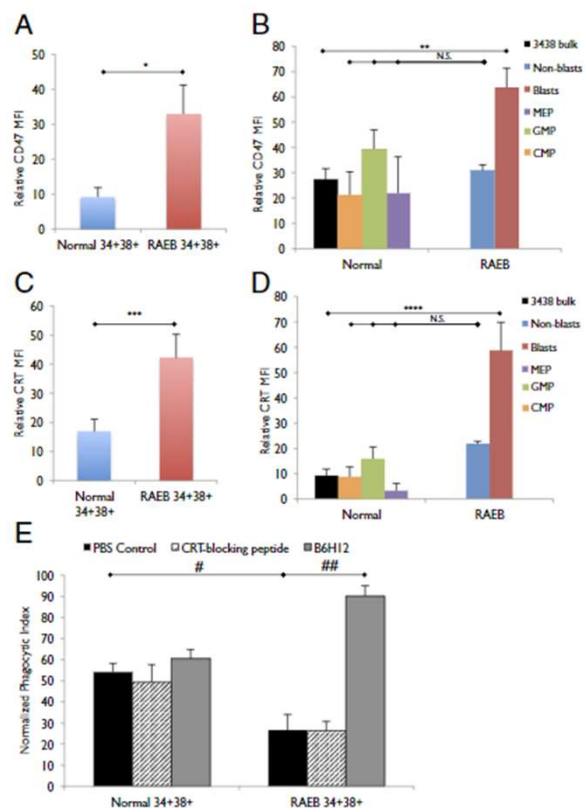 A
50
40
30
20
10
0
Relative CD47 MFI
*
Normal 34+38+ RAEB 34+38+
B
80
70
60
50
40
30
20
10
0
Relative CD47 MFI
**
N.S.
Normal RAEB
3438 bulk
Non-blasts
Blasts
MEP
GMP
CMP
C
60
50
40
30
20
10
0
Relative CRT MFI
***
Normal
34+38+
RAEB 34+38+
D
80
70
60
50
40
30
20
10
0
Relative CRT MFI
****
N.S.
Normal RAEB
3438 bulk
Non-blasts
Blasts
MEP
GMP
CMP
E
PBS Control CRT-blocking peptide B6H12
100
90
80
70
60
50
40
30
20
10
0
Normalized Phagocytic Index
# ##
Normal 34+38+ RAEB 34+38+